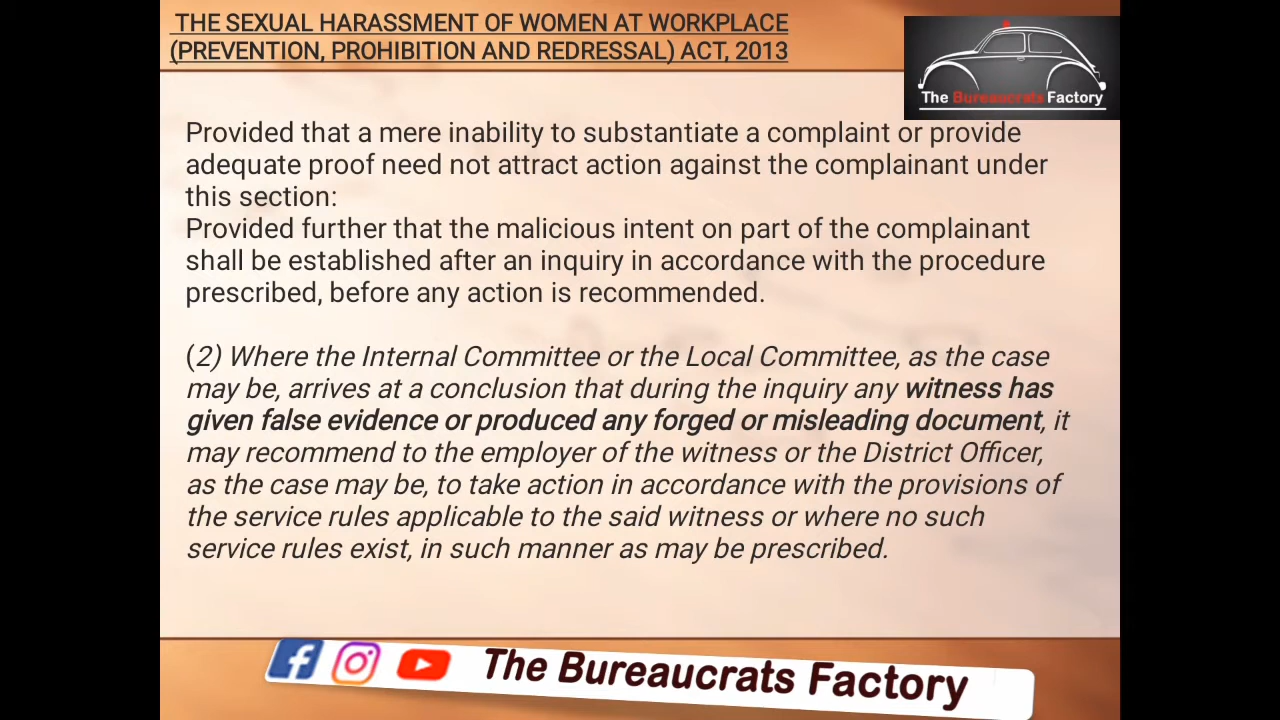 THE SEXUAL HARASSMENT OF WOMEN AT WORKPLACE
(PREVENTION, PROHIBITION AND REDRESSAL) ACT, 2013
The Bureaucrats Factory
Provided that a mere inability to substantiate a complaint or provide
adequate proof need not attract action against the complainant under
this section:
Provided further that the malicious intent on part of the complainant
shall be established after an inquiry in accordance with the procedure
prescribed, before any action is recommended.
(2) Where the Internal Committee or the Local Committee, as the case
may be, arrives at a conclusion that during the inquiry any witness has
given false evidence or produced any forged or misleading document, it
may recommend to the employer of the witness or the District Officer,
as the case may be, to take action in accordance with the provisions of
the service rules applicable to the said witness or where no such
service rules exist, in such manner as may be prescribed.
The Bureaucrats Factory